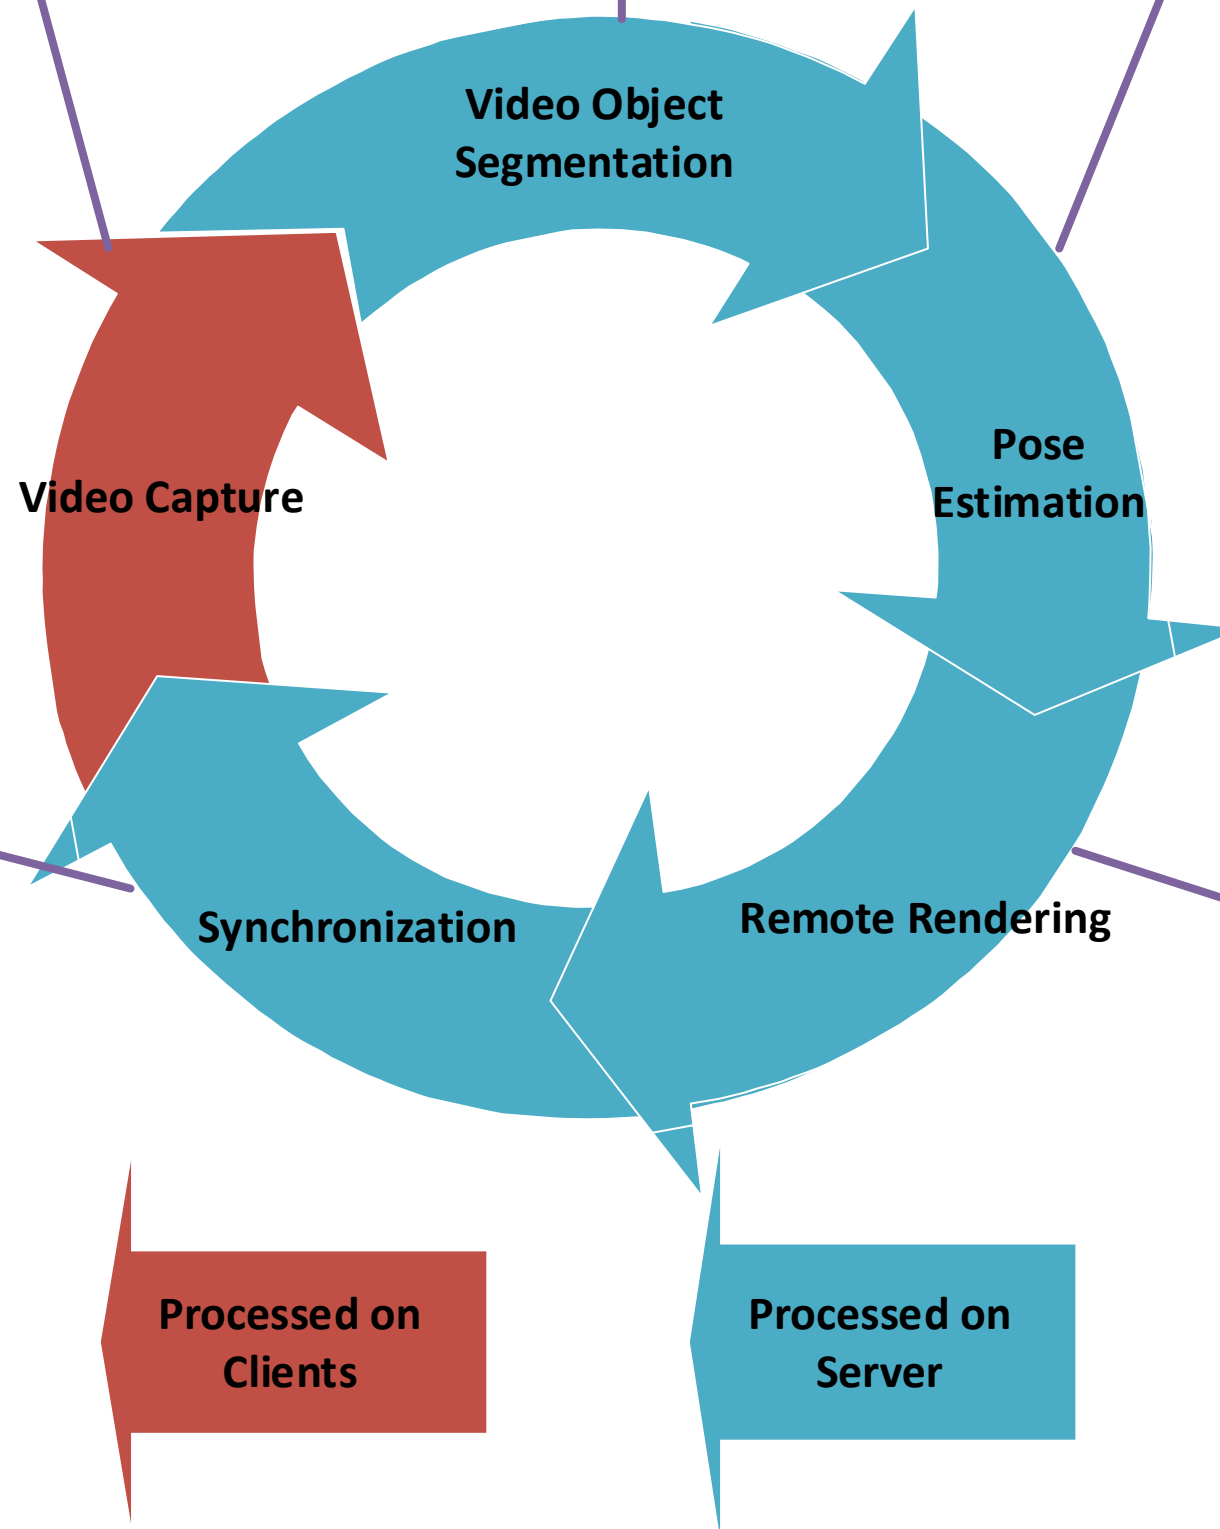 Video Object
Segmentation
Pose
Estimation
Video Capture
Remote Rendering
Synchronization
Processed on
Clients
Processed on
Server